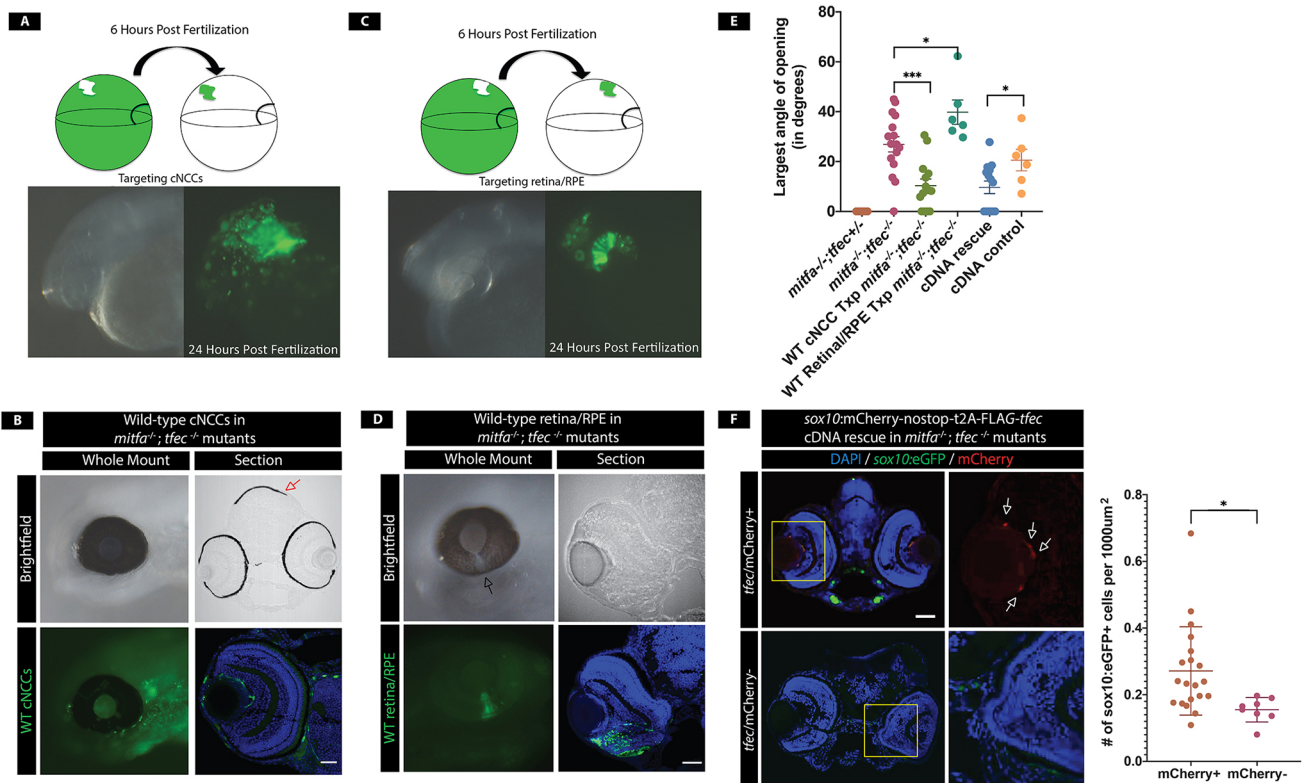 A
6 Hours Post Fertilization
Targeting cNCCs
24 Hours Post Fertilization
C
6 Hours Post Fertilization
Targeting retina/RPE
24 Hours Post Fertilization
E
Largest angle of opening
(in degrees)
80
60
40
20
0
*
***
*
mitfa-/-;tfec+/-
mitfa-/-;tfec-/-
WT cNCC Txp mitfa-/-;tfec-/-
WT Retinal/RPE Txp mitfa-/-;tfec-/-
cDNA rescue
cDNA control
B
Wild-type cNCCs in
mitfa-/-; tfec -/- mutants
Whole Mount
Section
Brightfield
WT cNCCs
D
Wild-type retina/RPE in
mitfa-/-; tfec -/- mutants
Whole Mount
Section
Brightfield
WT retina/RPE
F
sox10:mCherry-nostop-t2A-FLAG-tfec
cDNA rescue in mitfa-/-; tfec -/- mutants
DAPI / sox10:eGFP / mCherry
tfec/mCherry+
tfec/mCherry-
# of sox10:eGFP+ cells per 1000um2
0.8
0.6
0.4
0.2
0.0
*
mCherry+
mCherry-